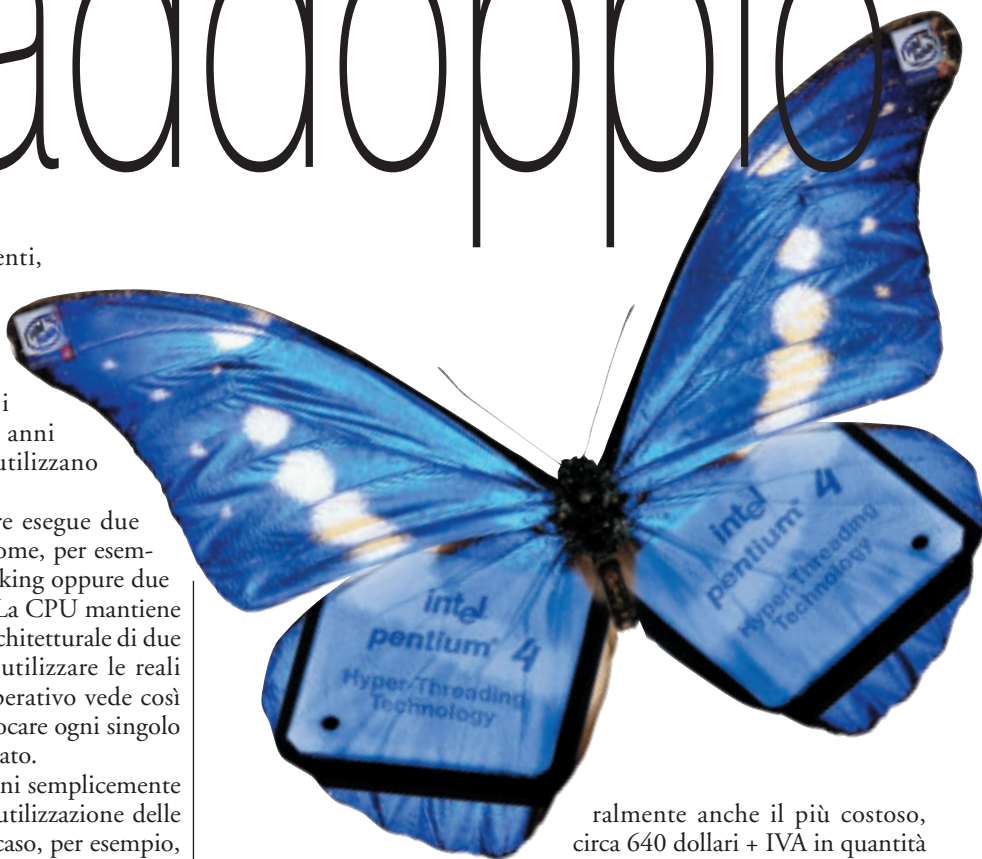 addoppio
enti,
i
anni
utilizzano
re esegue due
ome, per esem-
king oppure due
La CPU mantiene
chitetturale di due
utilizzare le reali
perativo vede così
ocare ogni singolo
ato.
ni semplicemente
utilizzazione delle
caso, per esempio,
intel
pentium® 4
Hyper-Threading
Technology
intel
pentium® 4
Hyper-Threading
Technology
ralmente anche il più costoso,
circa 640 dollari + IVA in quantità